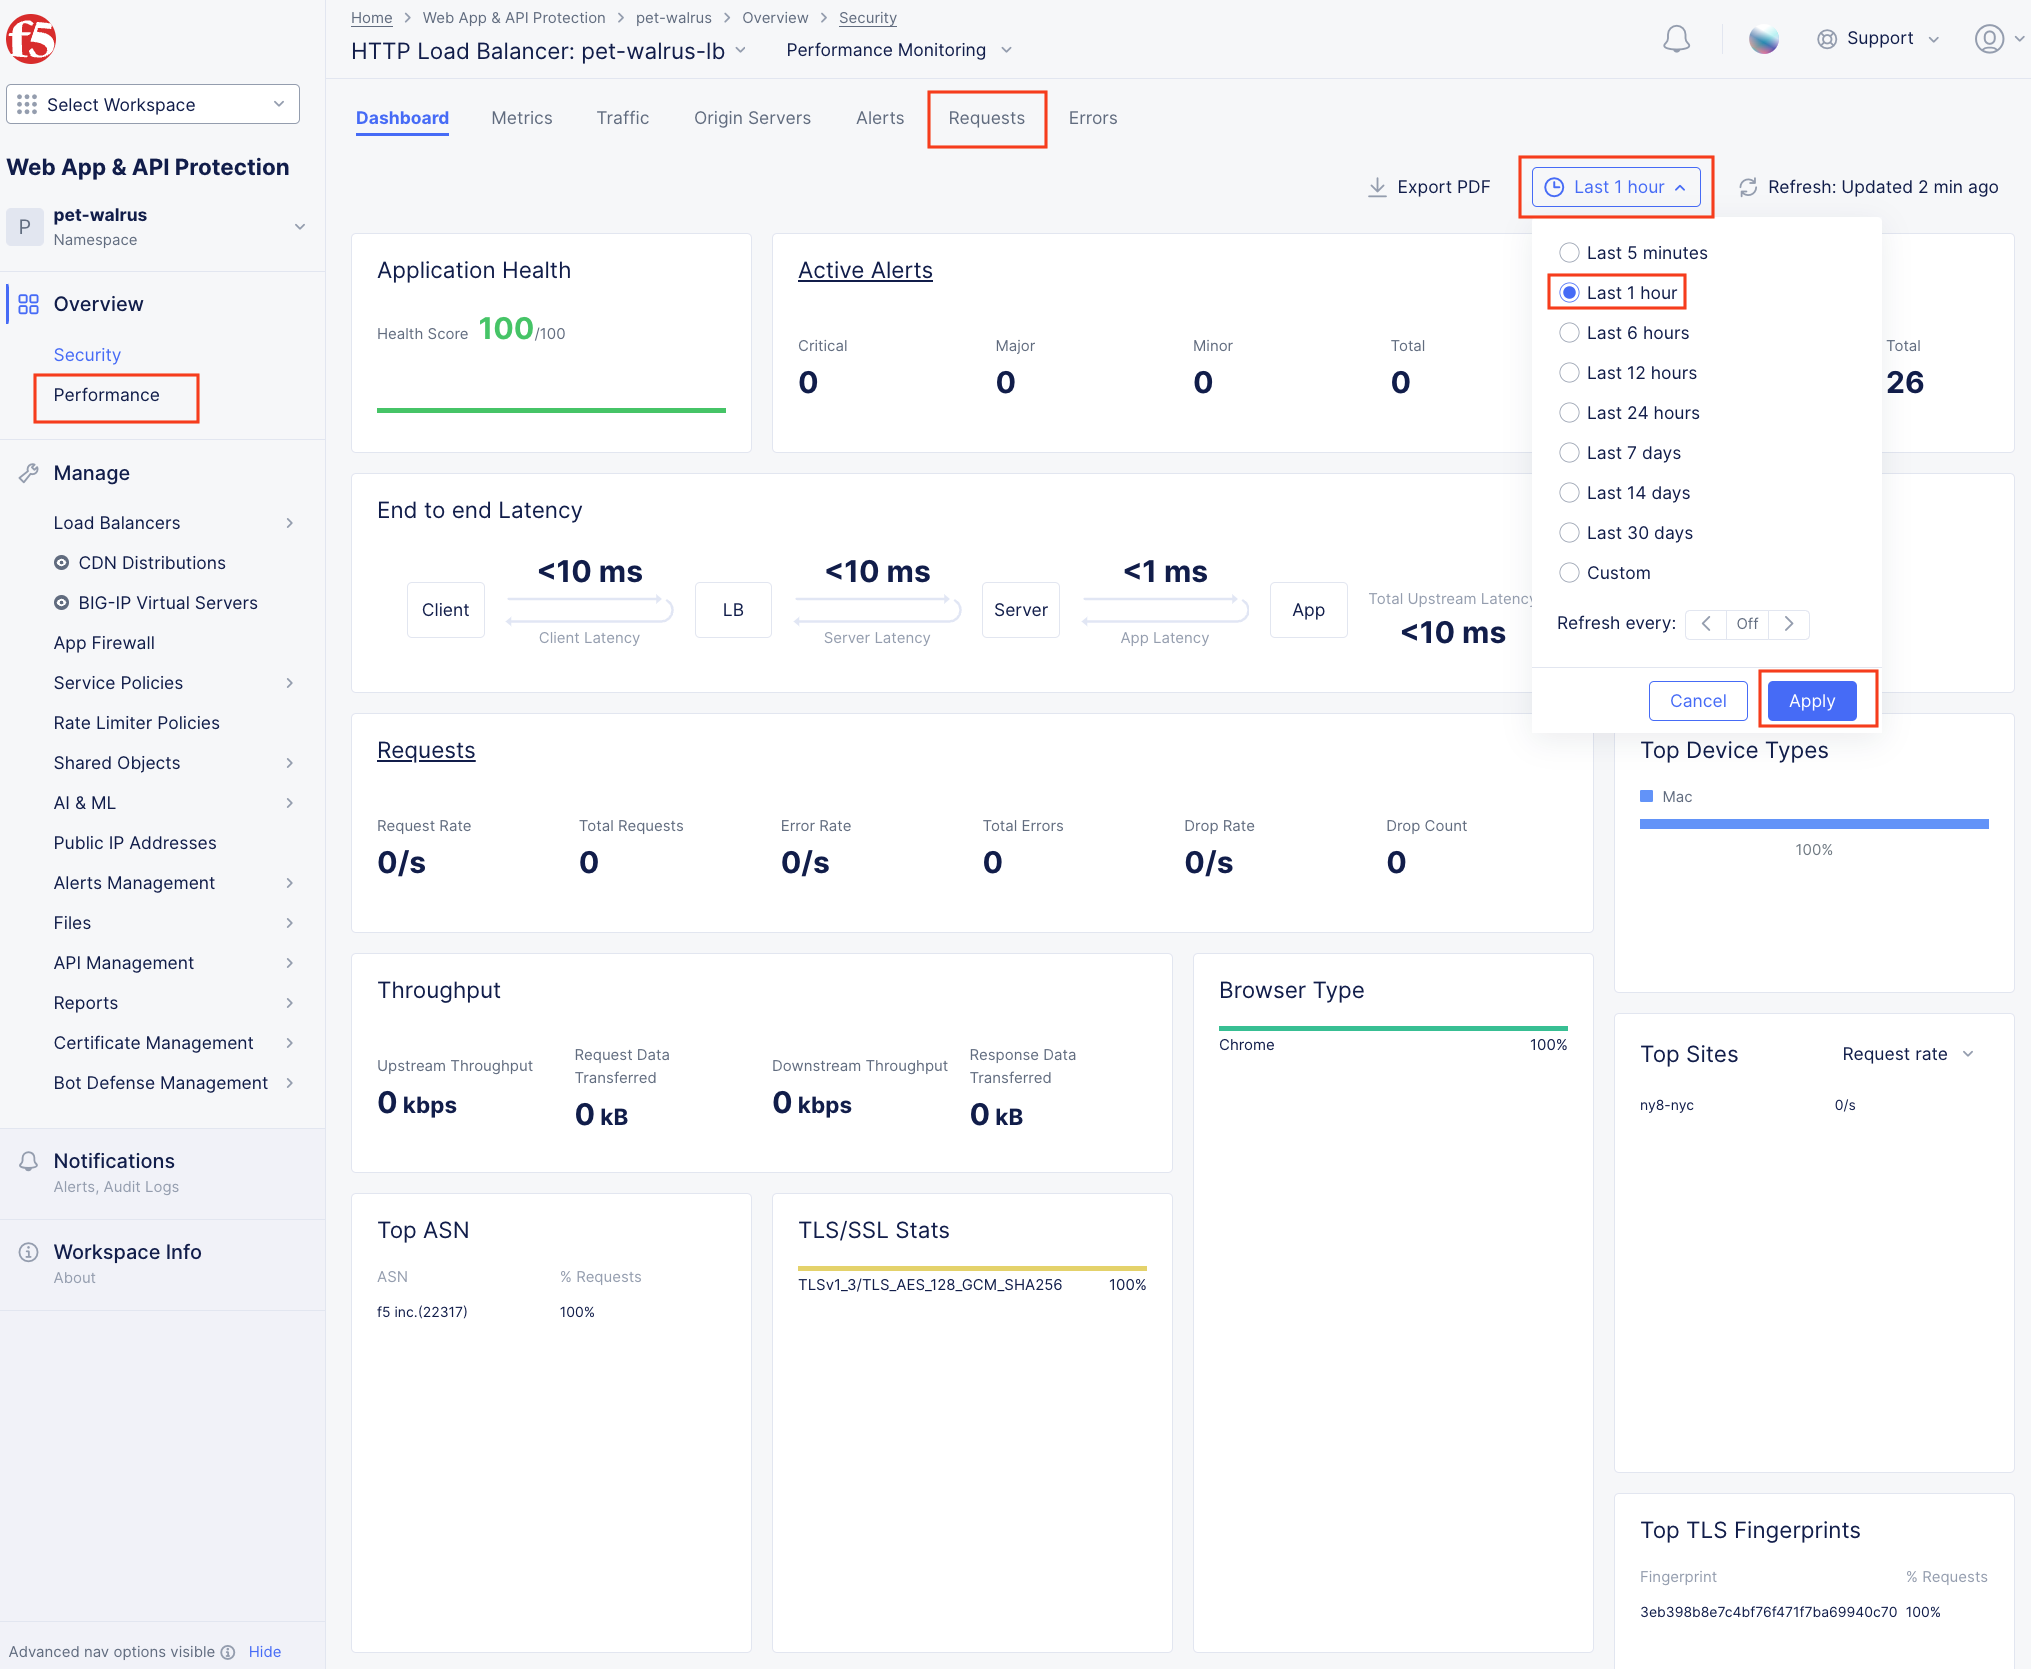 f5
Home > Web App & API Protection > pet-walrus > Overview > Security
HTTP Load Balancer: pet-walrus-lb
Performance Monitoring
Support
Select Workspace
Web App & API Protection
P
pet-walrus
Namespace
Overview
Security
Performance
Manage
Load Balancers
CDN Distributions
BIG-IP Virtual Servers
App Firewall
Service Policies
Rate Limiter Policies
Shared Objects
AI & ML
Public IP Addresses
Alerts Management
Files
API Management
Reports
Certificate Management
Bot Defense Management
Notifications
Alerts, Audit Logs
Workspace Info
About
Advanced nav options visible Hide
Dashboard Metrics Traffic Origin Servers Alerts Requests Errors
Export PDF Last 1 hour Refresh: Updated 2 min ago
Last 5 minutes
Last 1 hour
Last 6 hours
Last 12 hours
Last 24 hours
Last 7 days
Last 14 days
Last 30 days
Custom
Refresh every: < Off >
Cancel Apply
Application Health
Health Score 100/100
Active Alerts
Critical Major Minor Total
0 0 0 0
Total
26
End to end Latency
<10 ms <10 ms <1 ms
Client LB Server App
Client Latency Server Latency App Latency
Total Upstream Latency
<10 ms
Requests
Request Rate Total Requests Error Rate Total Errors Drop Rate Drop Count
0/s 0 0/s 0 0/s 0
Top Device Types
Mac
100%
Throughput
Upstream Throughput
0 kbps
Request Data
Transferred
0 kB
Downstream Throughput
0 kbps
Response Data
Transferred
0 kB
Browser Type
Chrome 100%
Top Sites Request rate
ny8-nyc 0/s
Top ASN
ASN % Requests
f5 inc.(22317) 100%
TLS/SSL Stats
TLSv1_3/TLS_AES_128_GCM_SHA256 100%
Top TLS Fingerprints
Fingerprint % Requests
3eb398b8e7c4bf76f471f7ba69940c70 100%